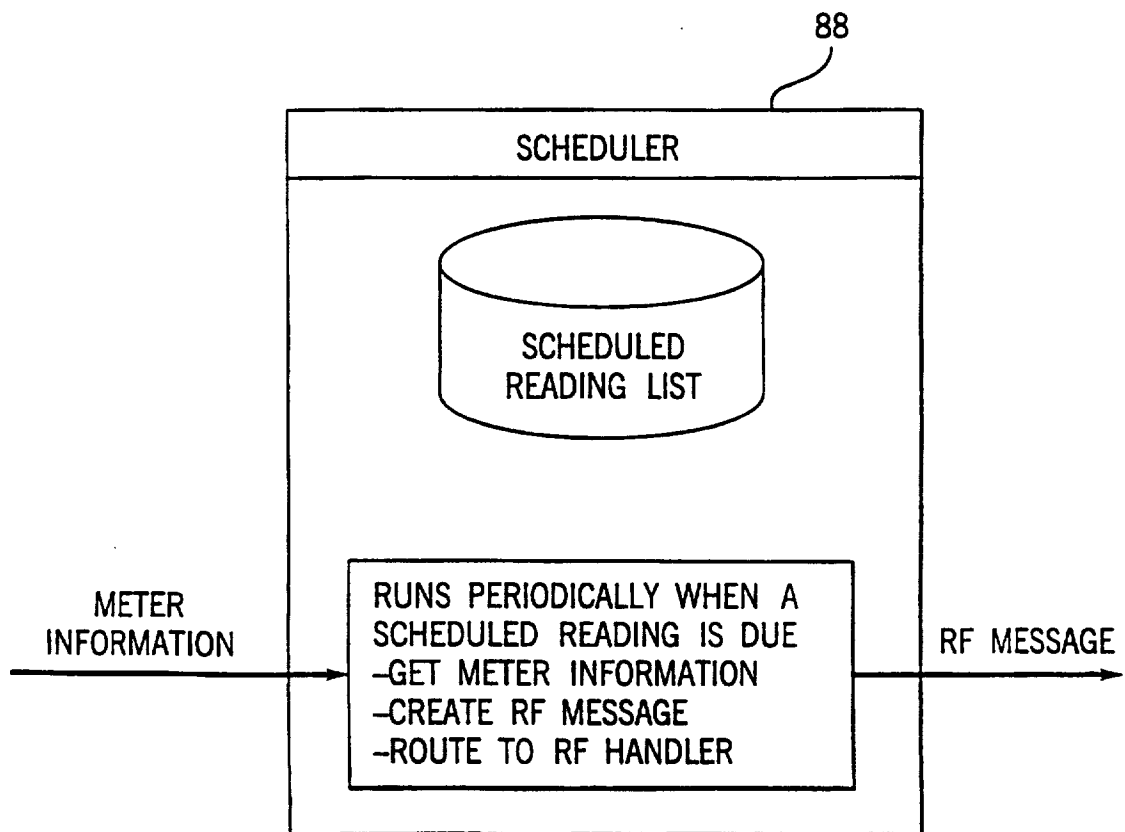 88
SCHEDULER
SCHEDULED
READING LIST
METER
INFORMATION
RUNS PERIODICALLY WHEN A
SCHEDULED READING IS DUE
–GET METER INFORMATION
–CREATE RF MESSAGE
–ROUTE TO RF HANDLER
RF MESSAGE